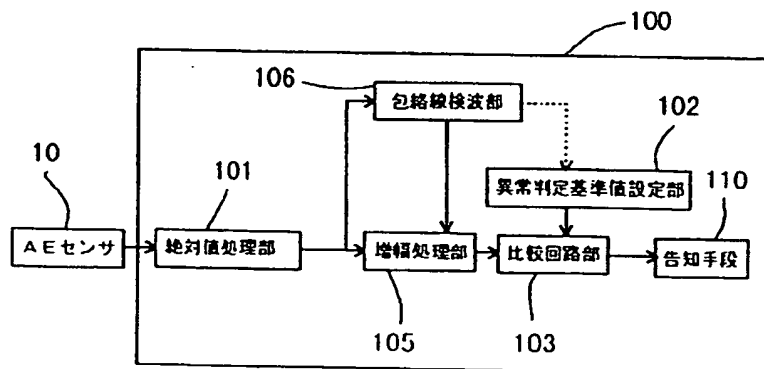 100
106
包絡線検波部
102
10
101
異常判定基準値設定部
110
AEセンサ
絶対値処理部
増幅処理部
比較回路部
告知手段
105
103